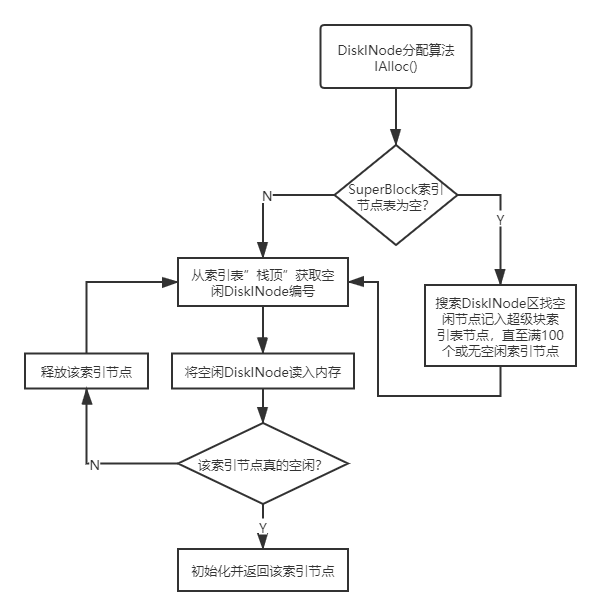 DiskINode分配算法
IAlloc()
SuperBlock索引
节点表为空?
N
Y
从索引表”栈顶”获取空
闲DiskINode编号
搜索DiskINode区找空
闲节点记入超级块索
引表节点，直至满100
个或无空闲索引节点
释放该索引节点
将空闲DiskINode读入内存
该索引节点真的空闲?
N
Y
初始化并返回该索引节点